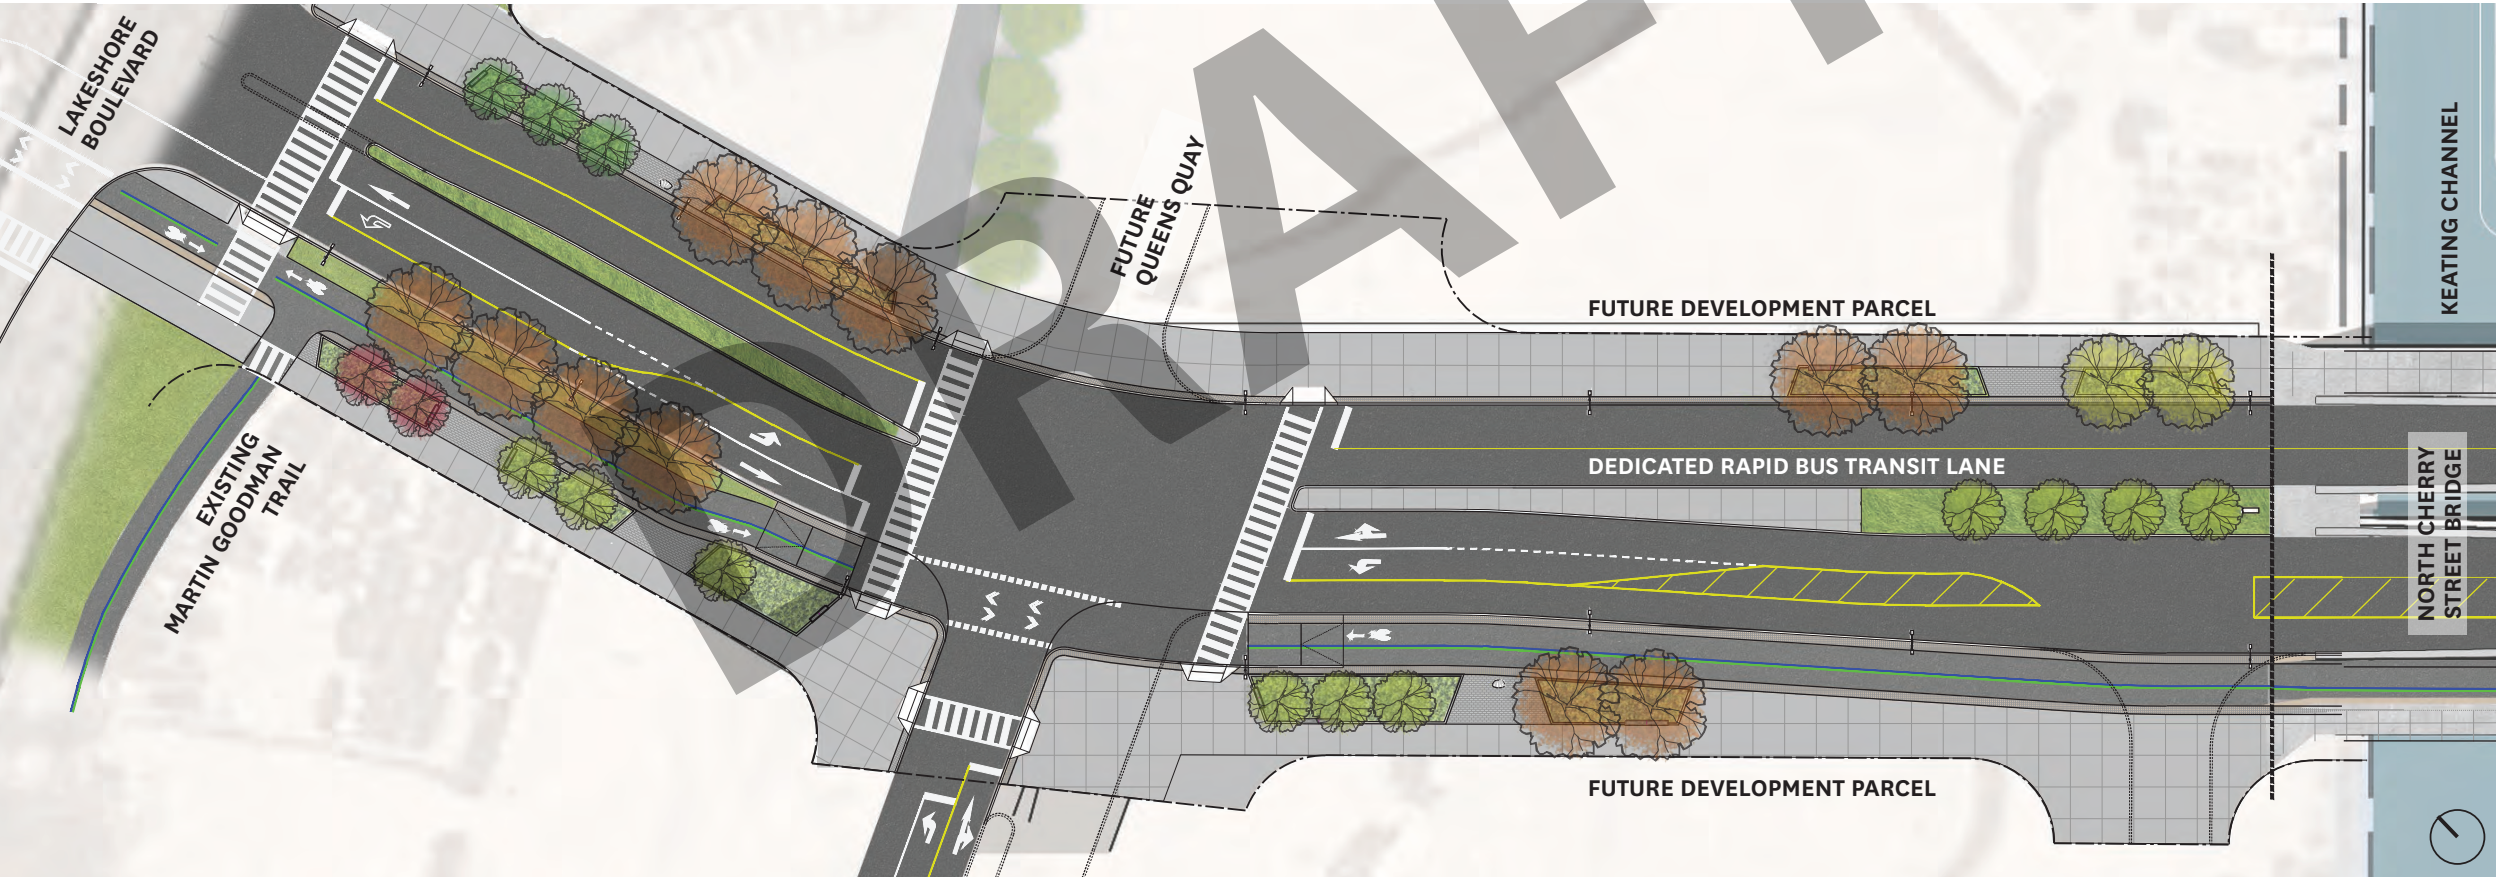 LAKESHORE
BOULEVARD
FUTURE
QUEENS QUAY
KEATING CHANNEL
FUTURE DEVELOPMENT PARCEL
DEDICATED RAPID BUS TRANSIT LANE
NORTH CHERRY
STREET BRIDGE
EXISTING
MARTIN GOODMAN
TRAIL
FUTURE DEVELOPMENT PARCEL
DRAFT